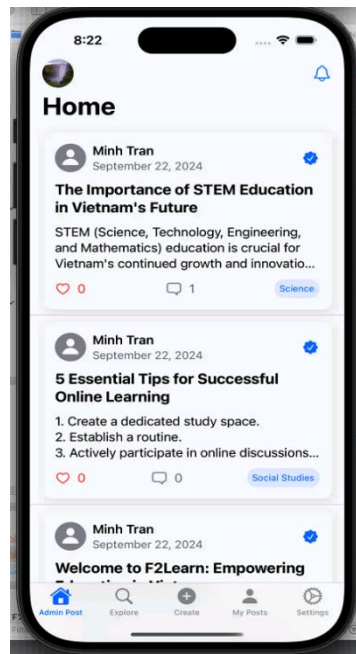 8:22
Home
Minh Tran
September 22, 2024
The Importance of STEM Education
in Vietnam's Future
STEM (Science, Technology, Engineering,
and Mathematics) education is crucial for
Vietnam's continued growth and innovatio...
0 1 Science
Minh Tran
September 22, 2024
5 Essential Tips for Successful
Online Learning
1. Create a dedicated study space.
2. Establish a routine.
3. Actively participate in online discussions...
0 0 Social Studies
Minh Tran
September 22, 2024
Welcome to F2Learn: Empowering
Admin Post Explore Create My Posts Settings